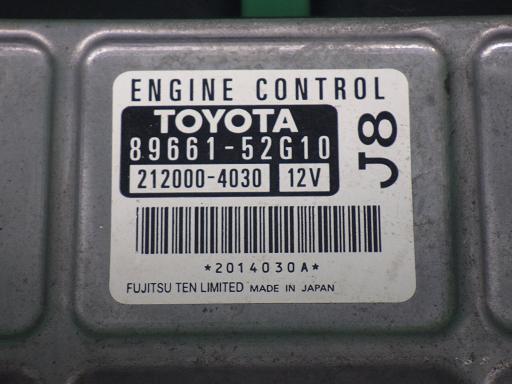 ENGINE CONTROL
TOYOTA
89661-52G10
212000-4030 12V
J8
*2014030A*
FUJITSU TEN LIMITED MADE IN JAPAN